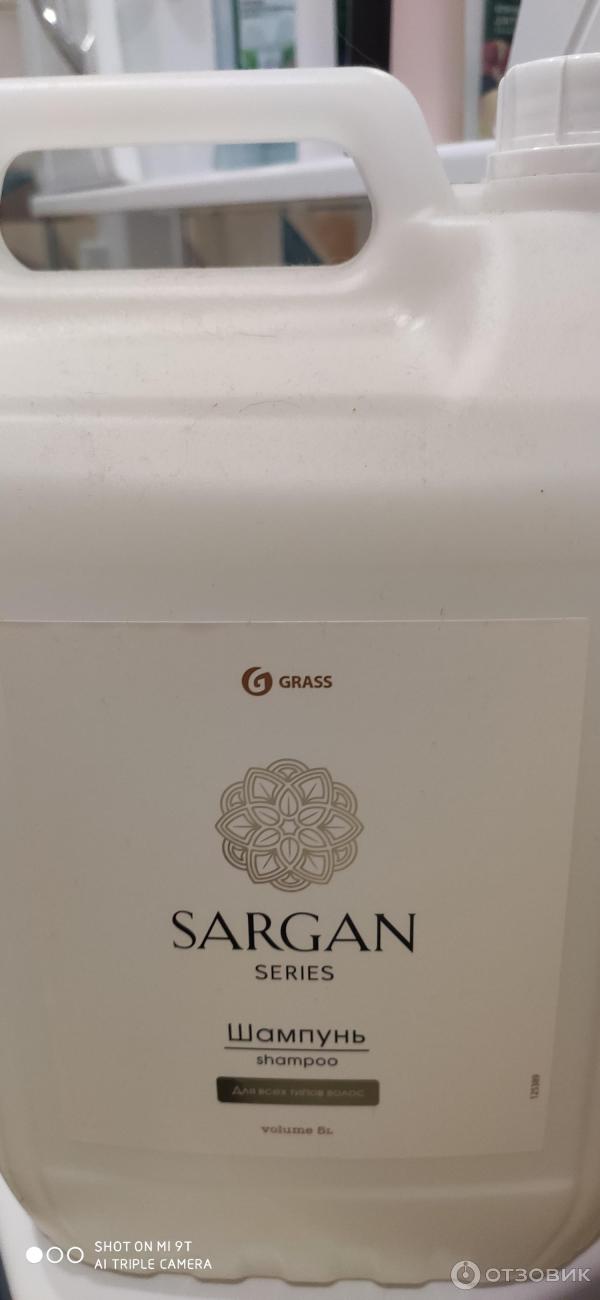 GRASS
SARGAN
SERIES
Шампунь
shampoo
Для всех типов волос
125389
volume 5L
SHOT ON MI 9T
AI TRIPLE CAMERA
ОТЗОВИК